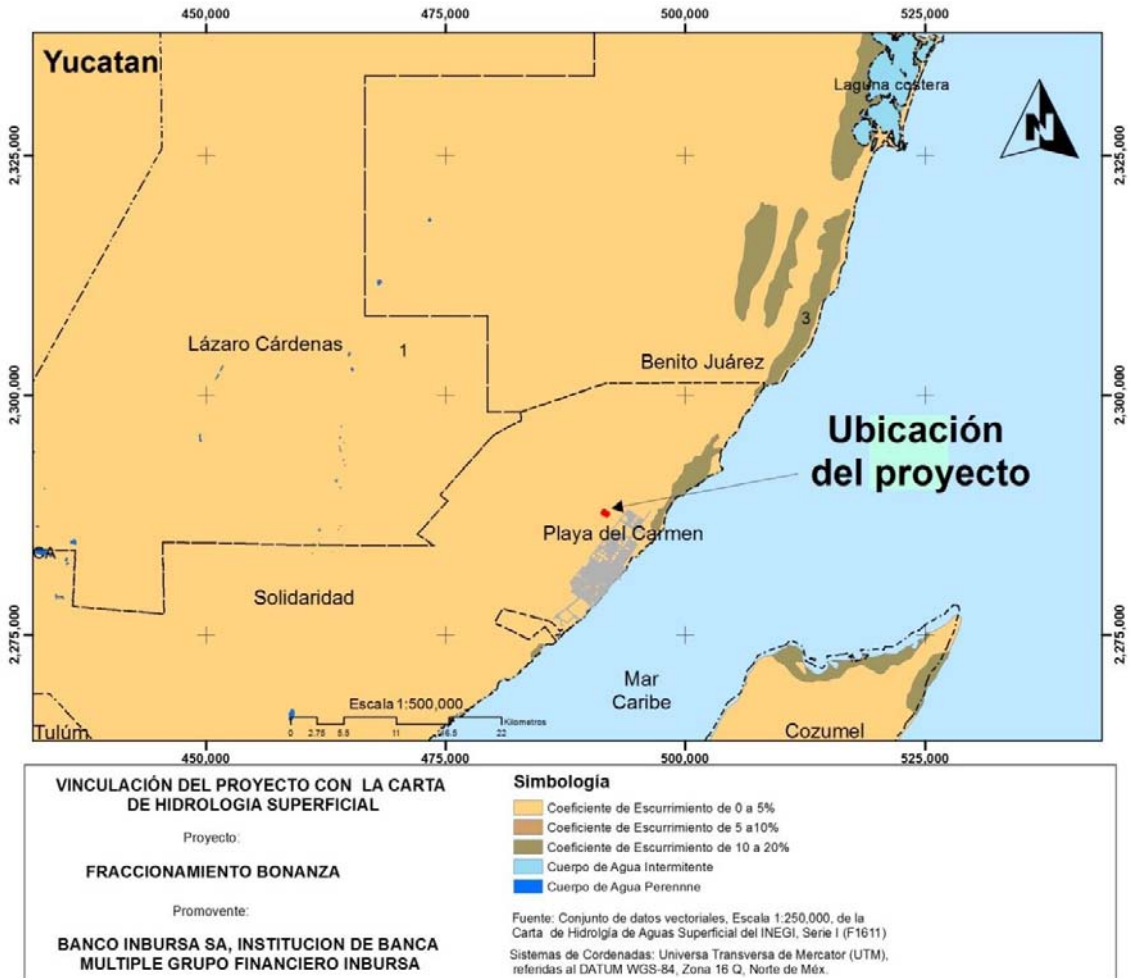 450,000 475,000 500,000 525,000
Yucatan
Laguna costera
N
2,325,000 2,325,000
3
Lázaro Cárdenas
1
Benito Juárez
2,300,000 2,300,000
Ubicación
del proyecto
Playa del Carmen
CA
Solidaridad
2,275,000 2,275,000
Mar
Caribe
Escala 1:500,000
Kilometros
0 2.75 5.5 11 16.5 22
Tulúm
Cozumel
450,000 475,000 500,000 525,000
VINCULACIÓN DEL PROYECTO CON LA CARTA
DE HIDROLOGIA SUPERFICIAL
Proyecto:
FRACCIONAMIENTO BONANZA
Promovente:
BANCO INBURSA SA, INSTITUCION DE BANCA
MULTIPLE GRUPO FINANCIERO INBURSA
Simbología
Coeficiente de Escurrimiento de 0 a 5%
Coeficiente de Escurrimiento de 5 a10%
Coeficiente de Escurrimiento de 10 a 20%
Cuerpo de Agua Intermitente
Cuerpo de Agua Perennne
Fuente: Conjunto de datos vectoriales, Escala 1:250,000, de la
Carta de Hidrolgía de Aguas Superficial del INEGI, Serie I (F1611)
Sistemas de Cordenadas: Universa Transversa de Mercator (UTM),
referidas al DATUM WGS-84, Zona 16 Q, Norte de Méx.